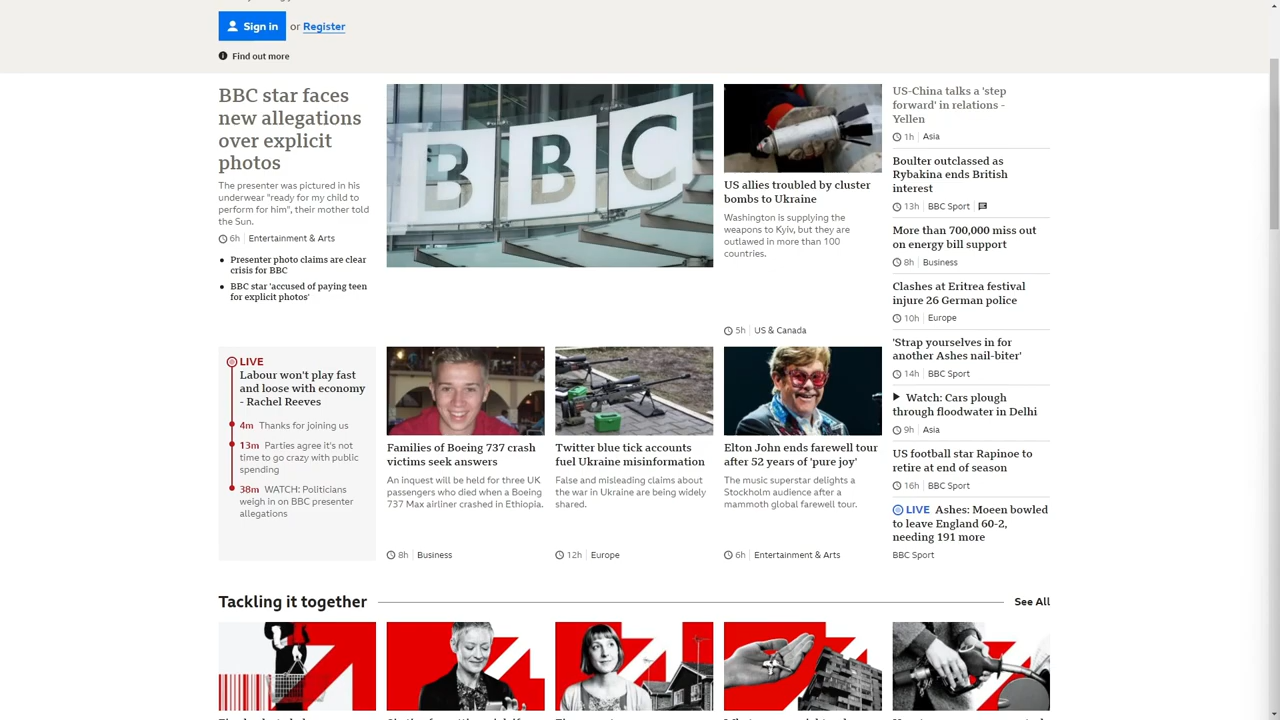 Sign in or Register
Find out more
BBC star faces
new allegations
over explicit
photos
The presenter was pictured in his
underwear "ready for my child to
perform for him", their mother told
the Sun.
6h Entertainment & Arts
Presenter photo claims are clear
crisis for BBC
BBC star 'accused of paying teen
for explicit photos'
BBC
US allies troubled by cluster
bombs to Ukraine
Washington is supplying the
weapons to Kyiv, but they are
outlawed in more than 100
countries.
5h US & Canada
US-China talks a 'step
forward' in relations -
Yellen
1h Asia
Boulter outclassed as
Rybakina ends British
interest
13h BBC Sport
More than 700,000 miss out
on energy bill support
8h Business
Clashes at Eritrea festival
injure 26 German police
10h Europe
'Strap yourselves in for
another Ashes nail-biter'
14h BBC Sport
Watch: Cars plough
through floodwater in Delhi
9h Asia
US football star Rapinoe to
retire at end of season
16h BBC Sport
LIVE Ashes: Moeen bowled
to leave England 60-2,
needing 191 more
BBC Sport
LIVE
Labour won't play fast
and loose with economy
- Rachel Reeves
4m Thanks for joining us
13m Parties agree it's not
time to go crazy with public
spending
38m WATCH: Politicians
weigh in on BBC presenter
allegations
Families of Boeing 737 crash
victims seek answers
An inquest will be held for three UK
passengers who died when a Boeing
737 Max airliner crashed in Ethiopia.
8h Business
Twitter blue tick accounts
fuel Ukraine misinformation
False and misleading claims about
the war in Ukraine are being widely
shared.
12h Europe
Elton John ends farewell tour
after 52 years of 'pure joy'
The music superstar delights a
Stockholm audience after a
mammoth global farewell tour.
6h Entertainment & Arts
Tackling it together
See All